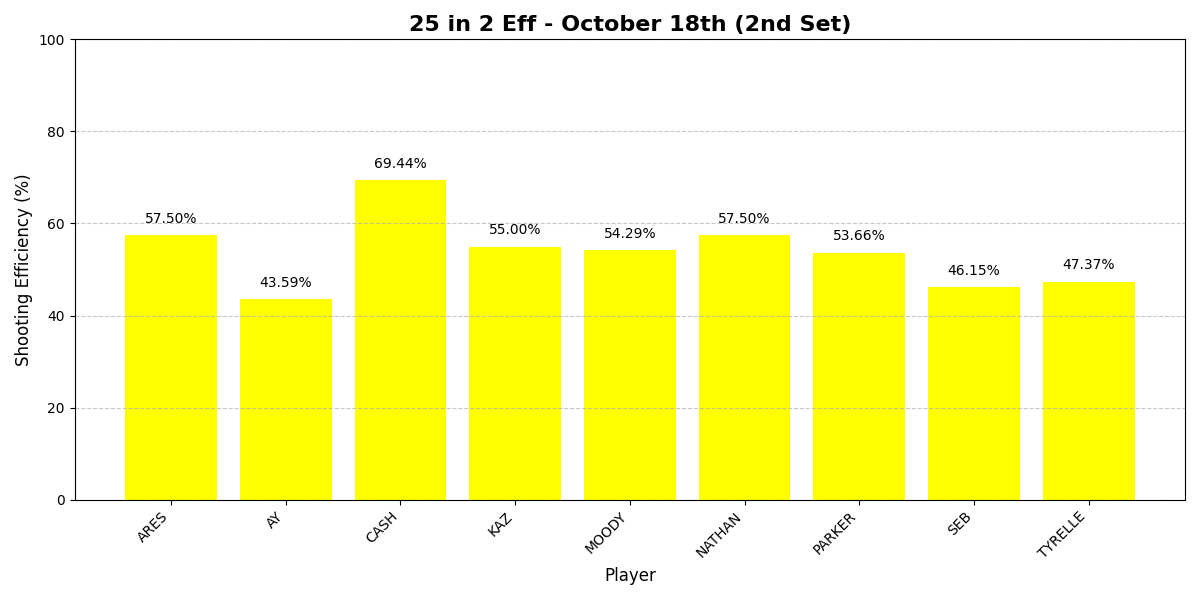 25 in 2 Eff - October 18th (2nd Set)
Shooting Efficiency (%)
100
80
60
40
20
0
57.50%
43.59%
69.44%
55.00%
54.29%
57.50%
53.66%
46.15%
47.37%
ARES
AY
CASH
KAZ
MOODY
NATHAN
PARKER
SEB
TYRELLE
Player